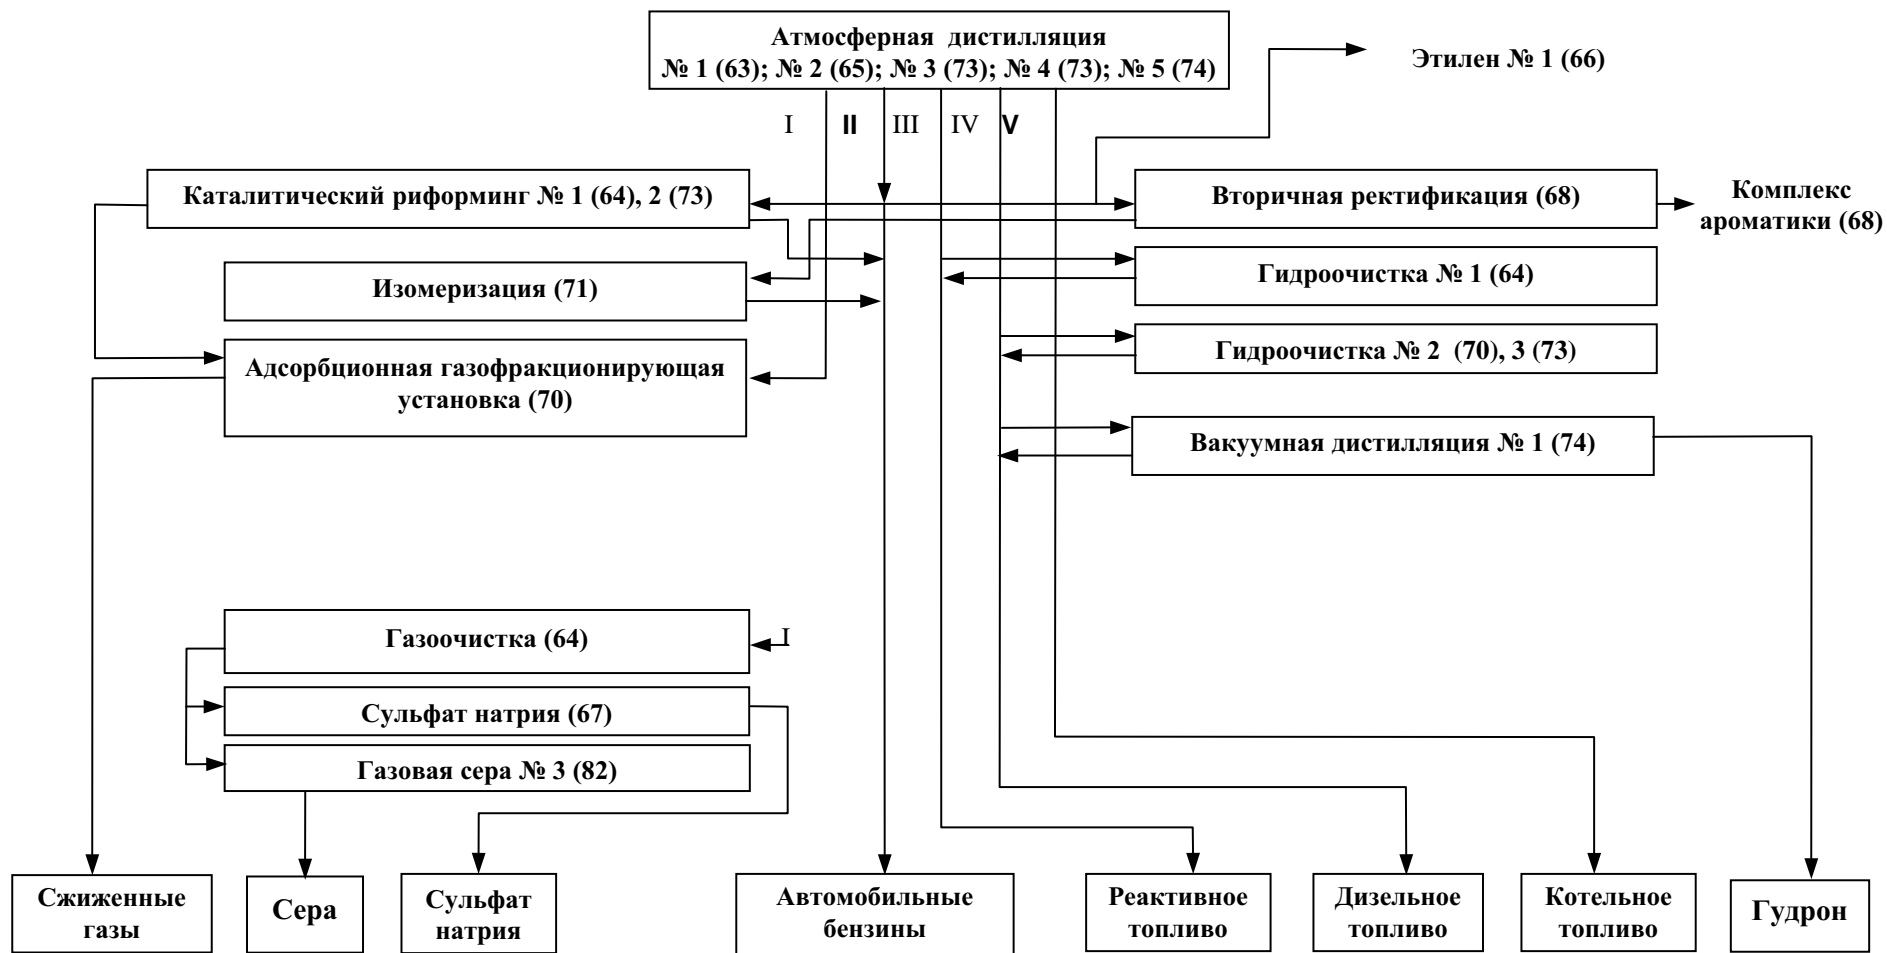 Атмосферная дистилляция
№ 1 (63); № 2 (65); № 3 (73); № 4 (73); № 5 (74)
Этилен № 1 (66)
I II III IV V
Каталитический риформинг № 1 (64), 2 (73)
Вторичная ректификация (68)
Комплекс
ароматики (68)
Изомеризация (71)
Гидроочистка № 1 (64)
Адсорбционная газофракционирующая
установка (70)
Гидроочистка № 2 (70), 3 (73)
Вакуумная дистилляция № 1 (74)
Газоочистка (64)
I
Сульфат натрия (67)
Газовая сера № 3 (82)
Сжиженные
газы
Сера
Сульфат
натрия
Автомобильные
бензины
Реактивное
топливо
Дизельное
топливо
Котельное
топливо
Гудрон